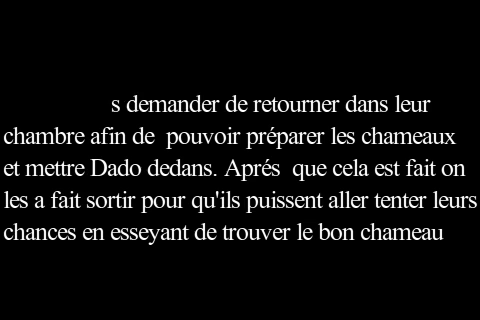 s demander de retourner dans leur
chambre afin de  pouvoir préparer les chameaux
et mettre Dado dedans. Aprés  que cela est fait on
les a fait sortir pour qu'ils puissent aller tenter leurs
chances en esseyant de trouver le bon chameau